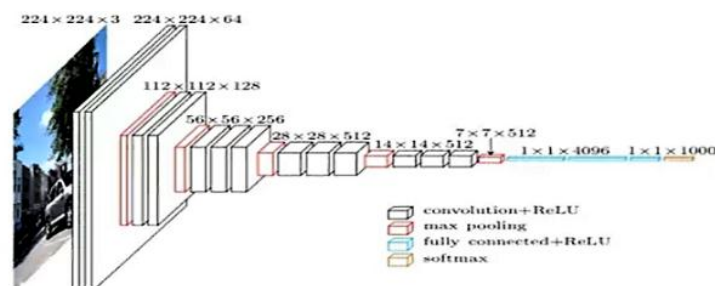 224×224×3 224×224×64
112×112×128
56×56×256
28×28×512
14×14×512
7×7×512
1×1×4096 1×1×1000
convolution+ReLU
max pooling
fully connected+ReLU
softmax